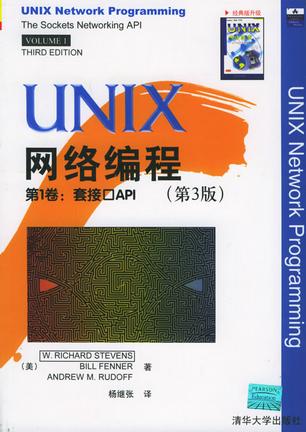 UNIX Network Programming
The Sockets Networking API
VOLUME 1
THIRD EDITION
▶ 经典版升级
UNIX
网络编程
第1卷：套接口API
（第3版）
UNIX Network Programming
（美）
W. RICHARD STEVENS
BILL FENNER 著
ANDREW M. RUDOFF
杨继张 译
PEARSON
Education
清华大学出版社